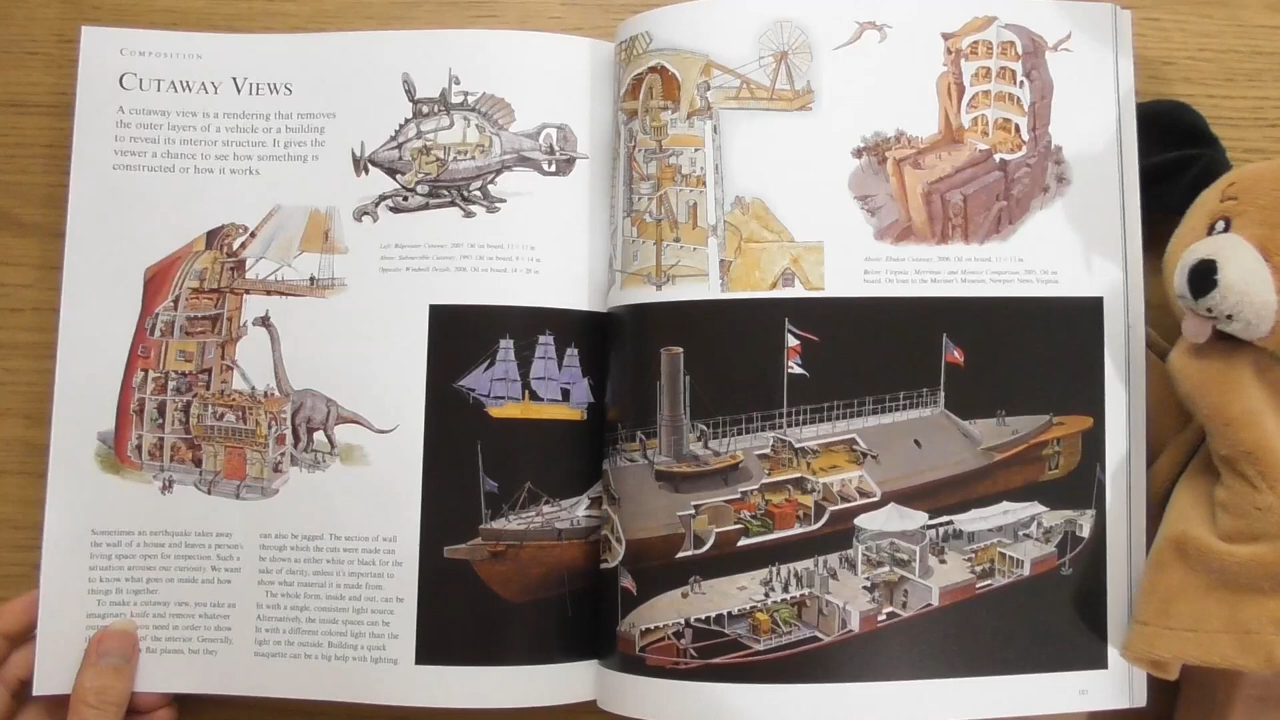 COMPOSITION
CUTAWAY VIEWS
A cutaway view is a rendering that removes
the outer layers of a vehicle or a building
to reveal its interior structure. It gives the
viewer a chance to see how something is
constructed or how it works.
Left: Bilgewater Cutaway, 2005. Oil on board, 12 × 12 in.
Above: Submersible Cutaway, 1993. Oil on board, 8 × 14 in.
Opposite: Windmill Details, 2006. Oil on board, 14 × 28 in.
Sometimes an earthquake takes away
the wall of a house and leaves a person's
living space open for inspection. Such a
situation arouses our curiosity. We want
to know what goes on inside and how
things fit together.
To make a cutaway view, you take an
imaginary knife and remove whatever
you need in order to show
of the interior. Generally,
flat planes, but they
can also be jagged. The section of wall
through which the cuts were made can
be shown as either white or black for the
sake of clarity, unless it's important to
show what material it is made from.
The whole form, inside and out, can be
lit with a single, consistent light source.
Alternatively, the inside spaces can be
lit with a different colored light than the
light on the outside. Building a quick
maquette can be a big help with lighting.
Above: Cutaway, 2006. Oil on board, 12 × 13 in.
Below: Virginia (Merrimac) and Monitor Comparison, 2005. Oil on
board. On loan to the Mariner's Museum, Newport News, Virginia.